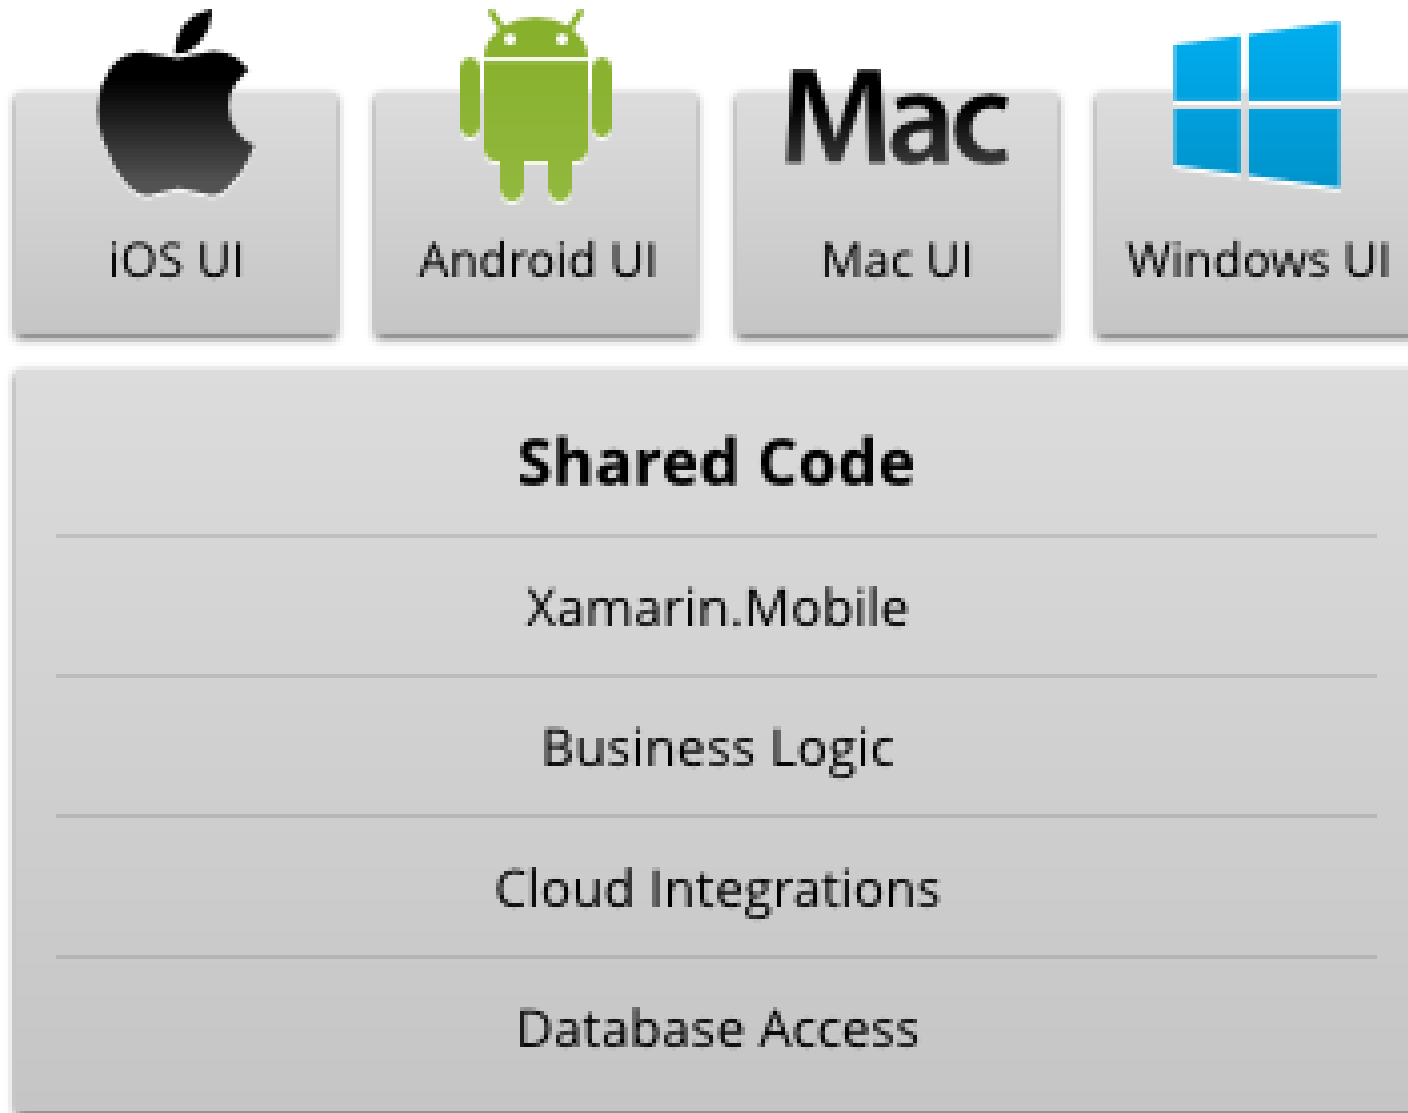 Mac
iOS UI
Android UI
Mac UI
Windows UI
Shared Code
Xamarin.Mobile
Business Logic
Cloud Integrations
Database Access